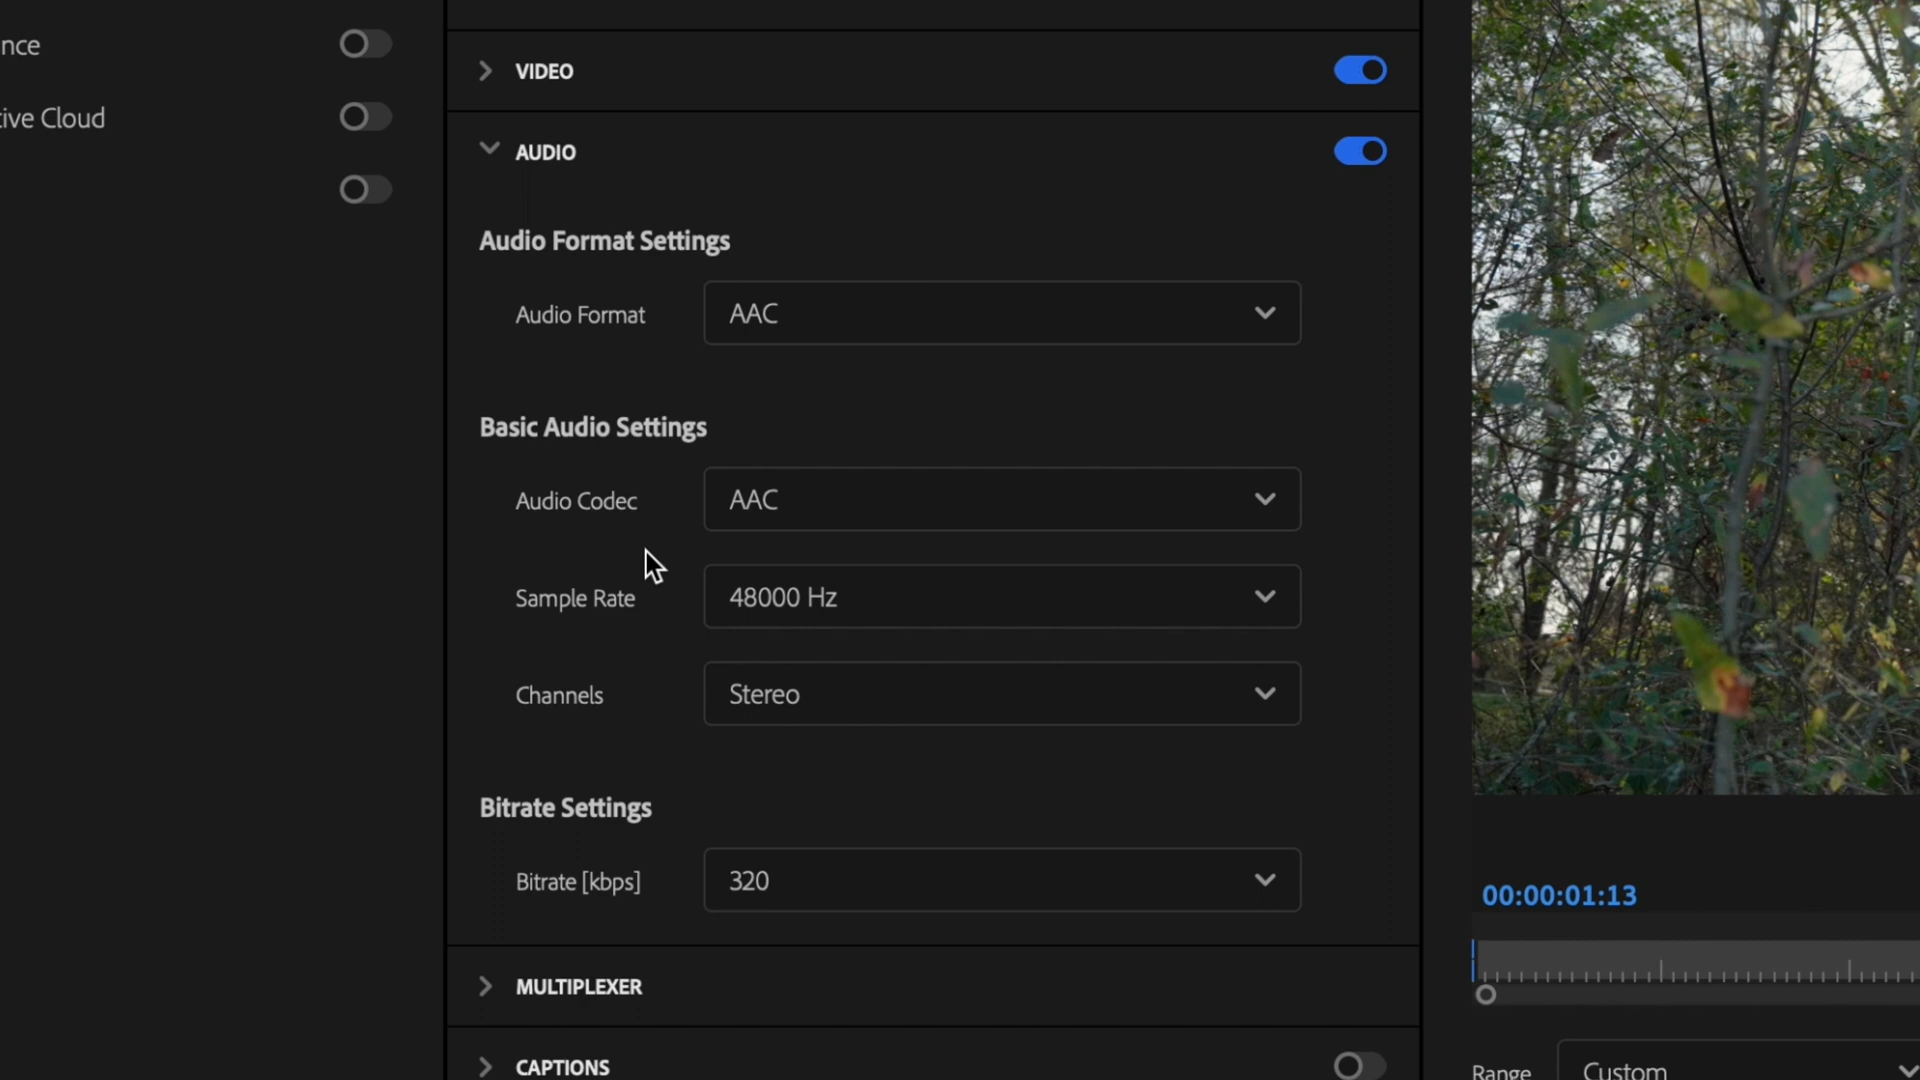 nce
tive Cloud
VIDEO
AUDIO
Audio Format Settings
Audio Format
AAC
Basic Audio Settings
Audio Codec
AAC
Sample Rate
48000 Hz
Channels
Stereo
Bitrate Settings
Bitrate [kbps]
320
MULTIPLEXER
CAPTIONS
00:00:01:13
Range
Custom